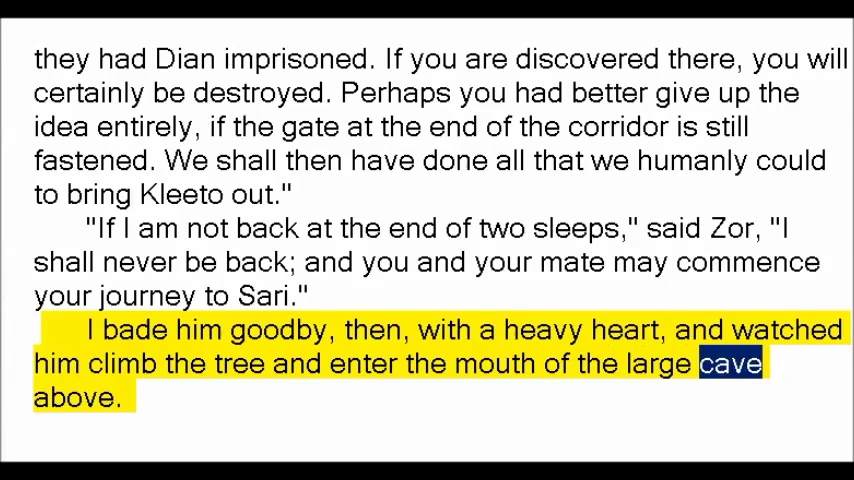 they had Dian imprisoned. If you are discovered there, you will
certainly be destroyed. Perhaps you had better give up the
idea entirely, if the gate at the end of the corridor is still
fastened. We shall then have done all that we humanly could
to bring Kleeto out."
"If I am not back at the end of two sleeps," said Zor, "I
shall never be back; and you and your mate may commence
your journey to Sari."
I bade him goodby, then, with a heavy heart, and watched
him climb the tree and enter the mouth of the large cave
above.